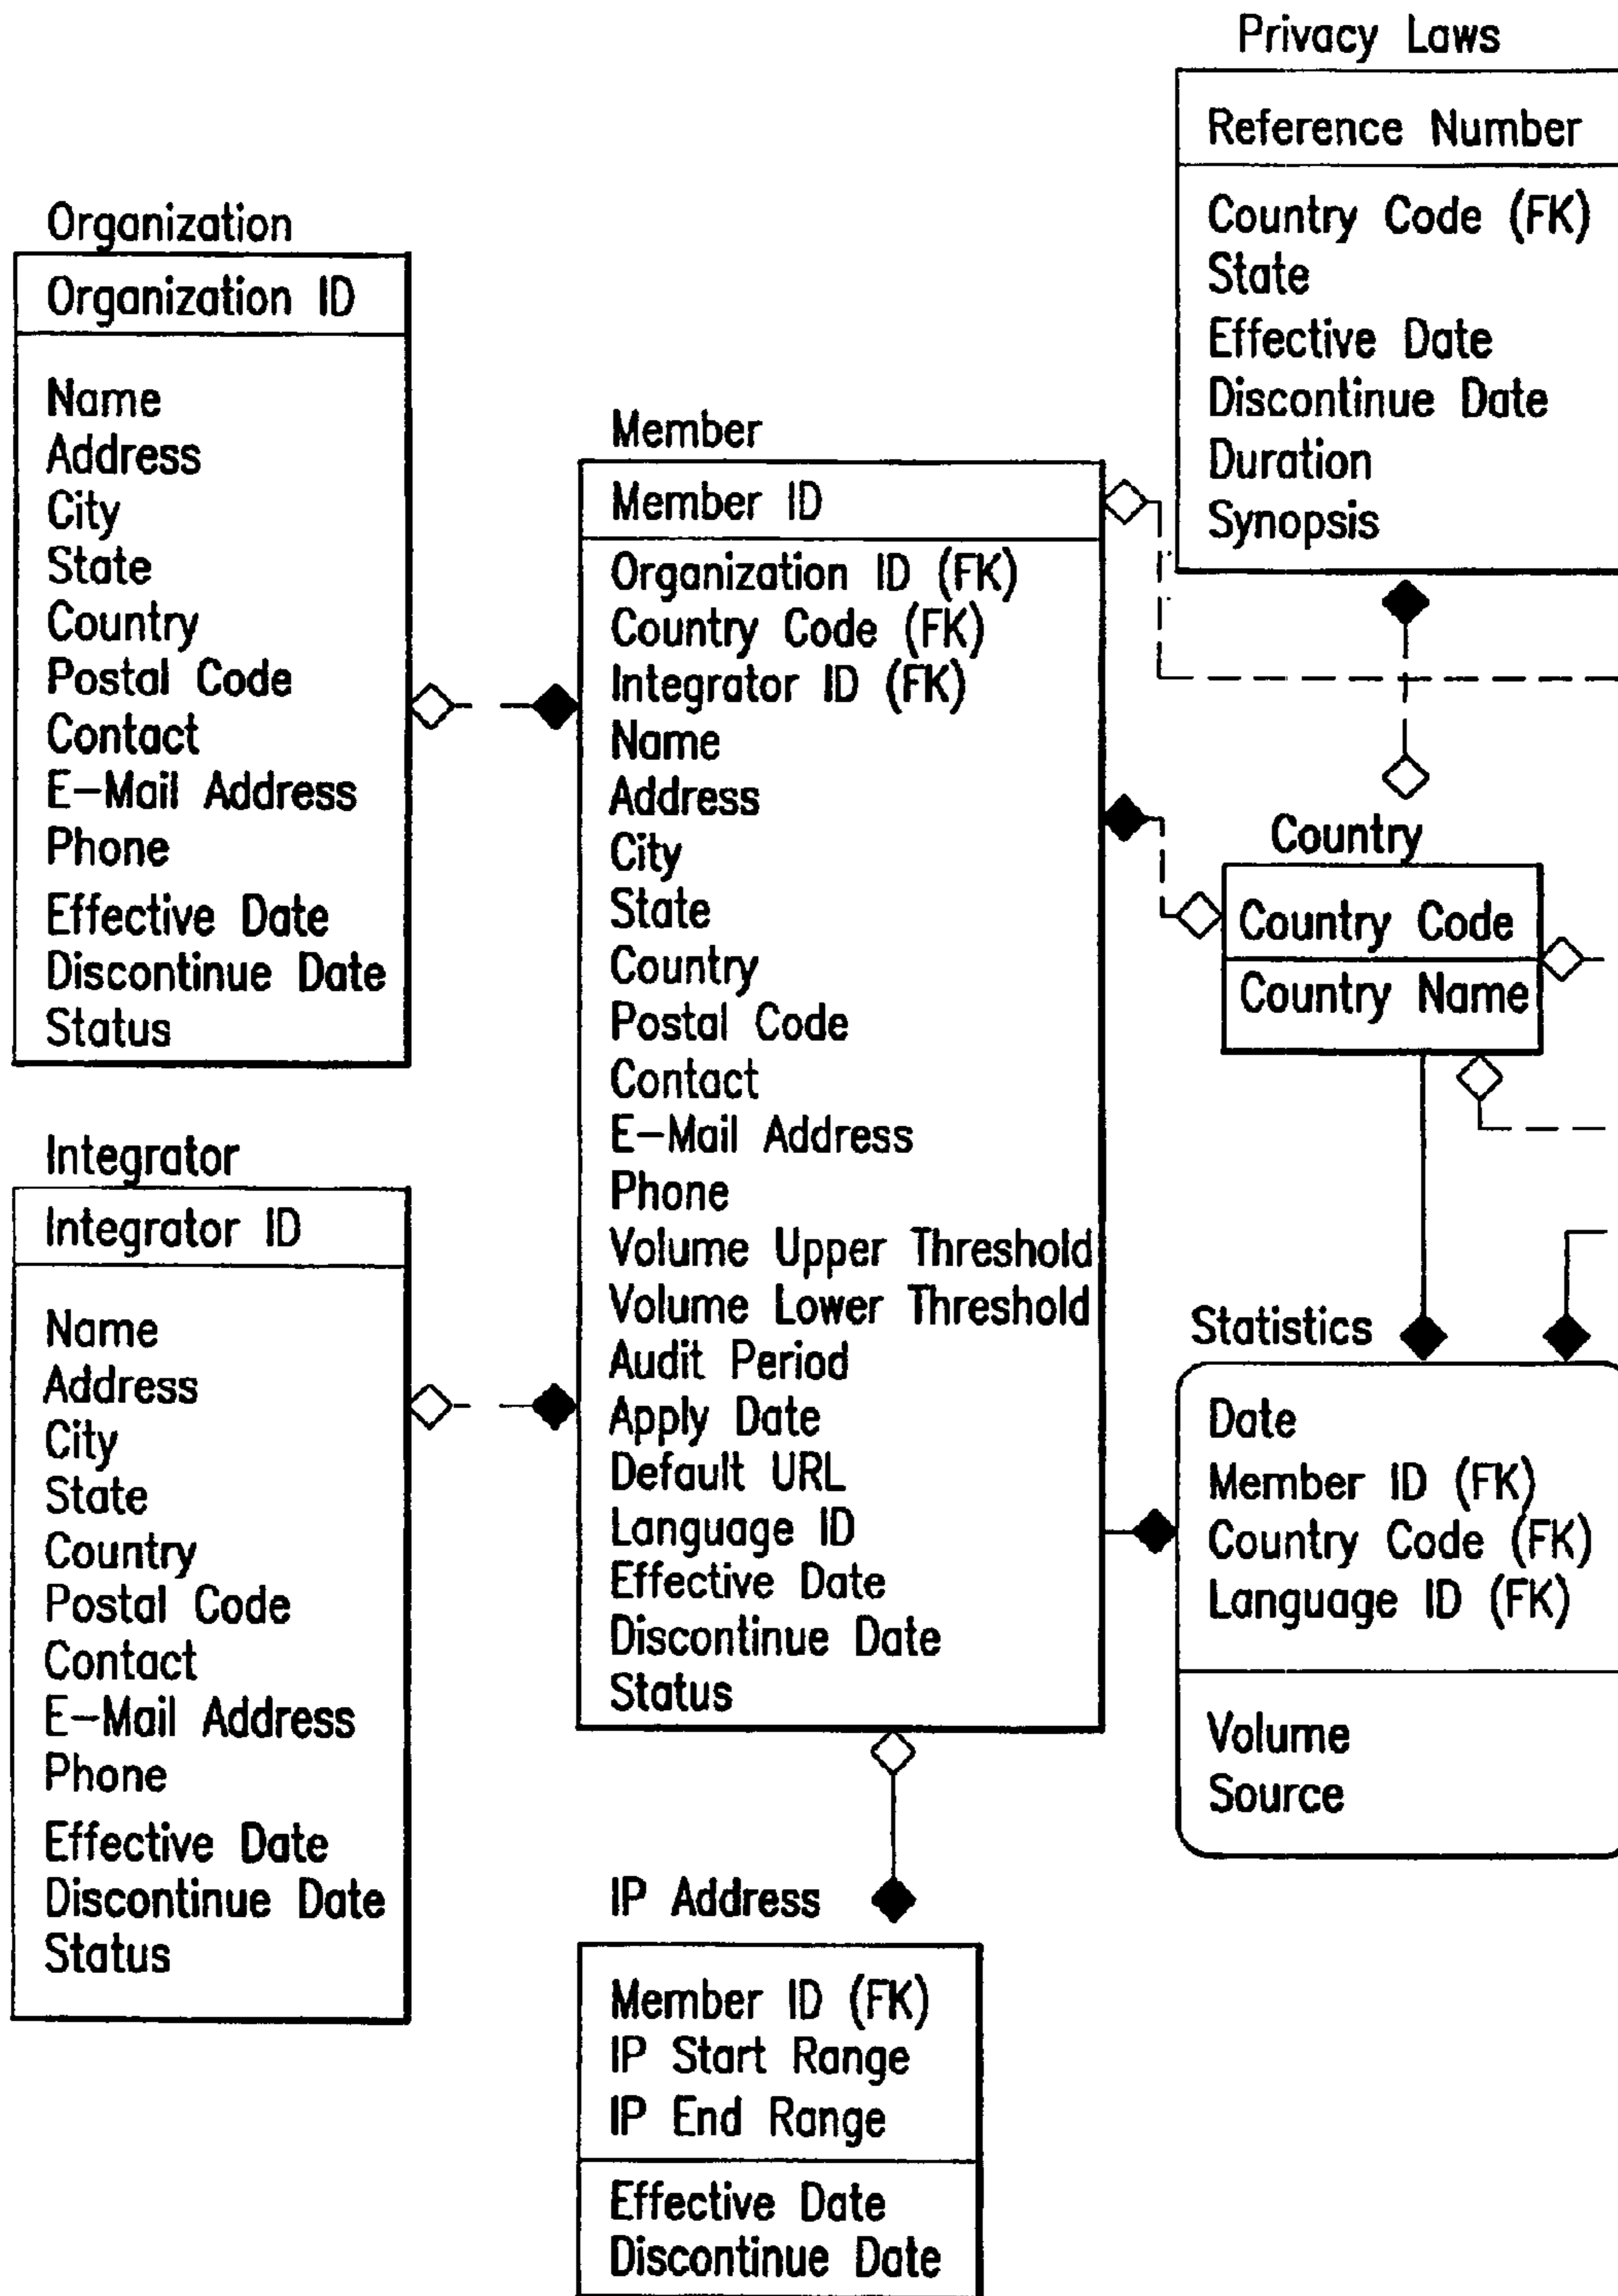 Organization
Organization ID
Name
Address
City
State
Country
Postal Code
Contact
E-Mail Address
Phone
Effective Date
Discontinue Date
Status
Integrator
Integrator ID
Name
Address
City
State
Country
Postal Code
Contact
E-Mail Address
Phone
Effective Date
Discontinue Date
Status
Member
Member ID
Organization ID (FK)
Country Code (FK)
Integrator ID (FK)
Name
Address
City
State
Country
Postal Code
Contact
E-Mail Address
Phone
Volume Upper Threshold
Volume Lower Threshold
Audit Period
Apply Date
Default URL
Language ID
Effective Date
Discontinue Date
Status
IP Address
Member ID (FK)
IP Start Range
IP End Range
Effective Date
Discontinue Date
Privacy Laws
Reference Number
Country Code (FK)
State
Effective Date
Discontinue Date
Duration
Synopsis
Country
Country Code
Country Name
Statistics
Date
Member ID (FK)
Country Code (FK)
Language ID (FK)
Volume
Source